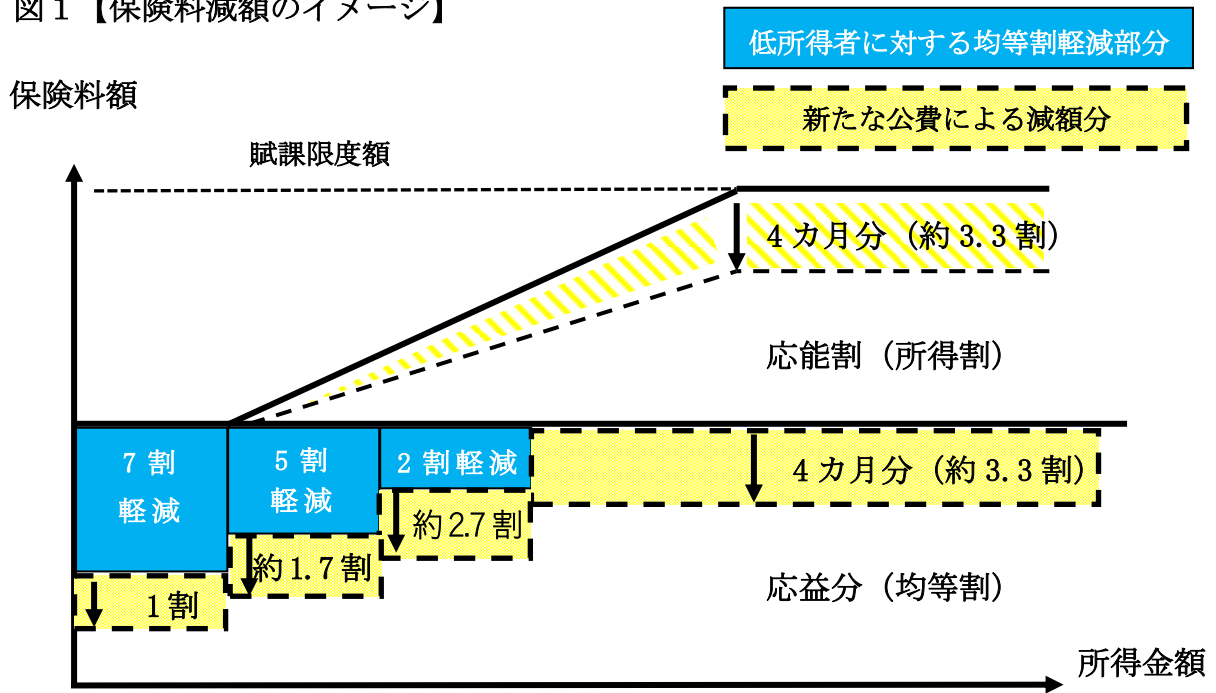 図1【保険料減額のイメージ】
低所得者に対する均等割軽減部分
保険料額
新たな公費による減額分
賦課限度額
4カ月分（約3.3割）
応能割（所得割）
7割
軽減
5割
軽減
2割軽減
4カ月分（約3.3割）
約2.7割
約1.7割
1割
応益分（均等割）
所得金額